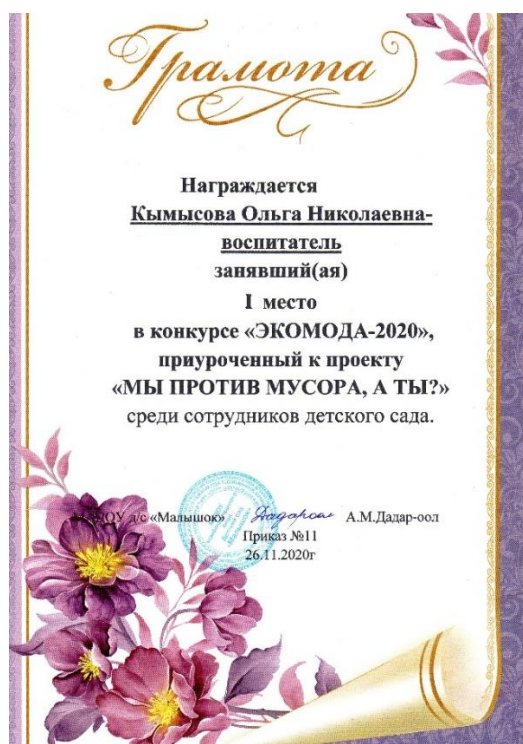 Грамота
Награждается
Кымысова Ольга Николаевна-
воспитатель
занявший(ая)
I место
в конкурсе «ЭКОМОДА-2020»,
приуроченный к проекту
«МЫ ПРОТИВ МУСОРА, А ТЫ?»
среди сотрудников детского сада.
д/с «Малышок» А.М.Дадар-оол
Приказ №11
26.11.2020г